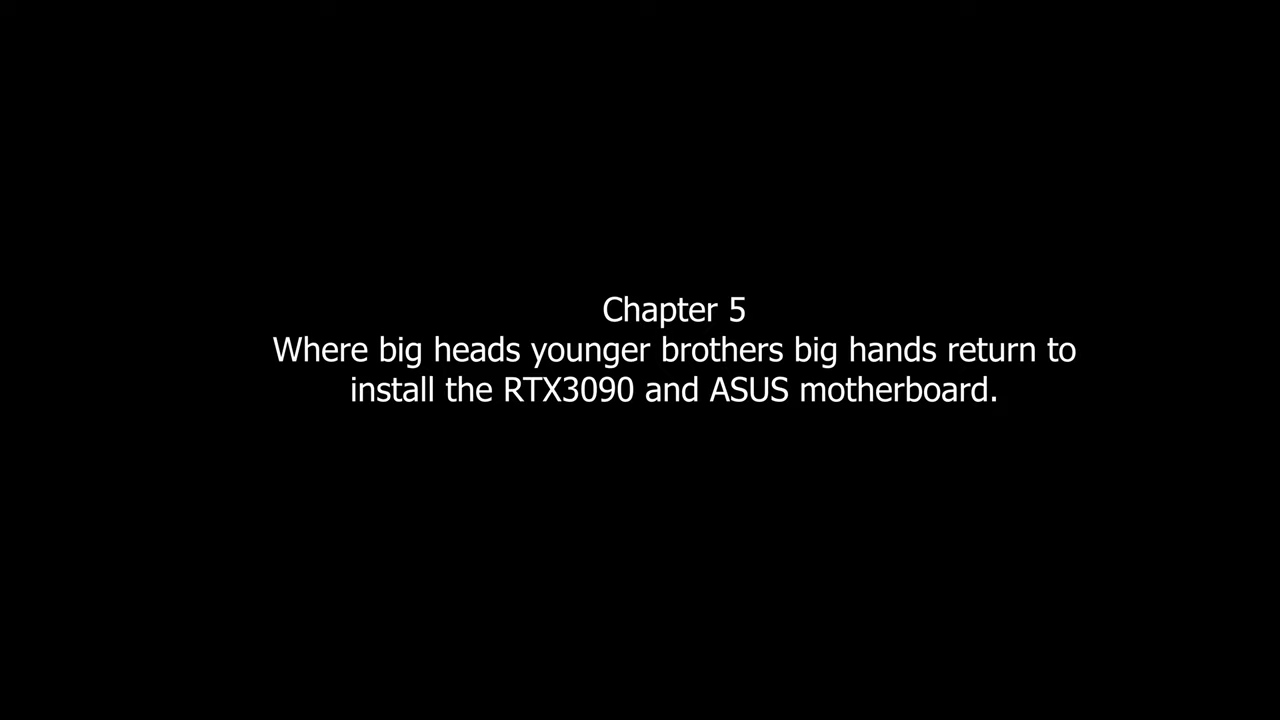 Chapter 5
Where big heads younger brothers big hands return to
install the RTX3090 and ASUS motherboard.